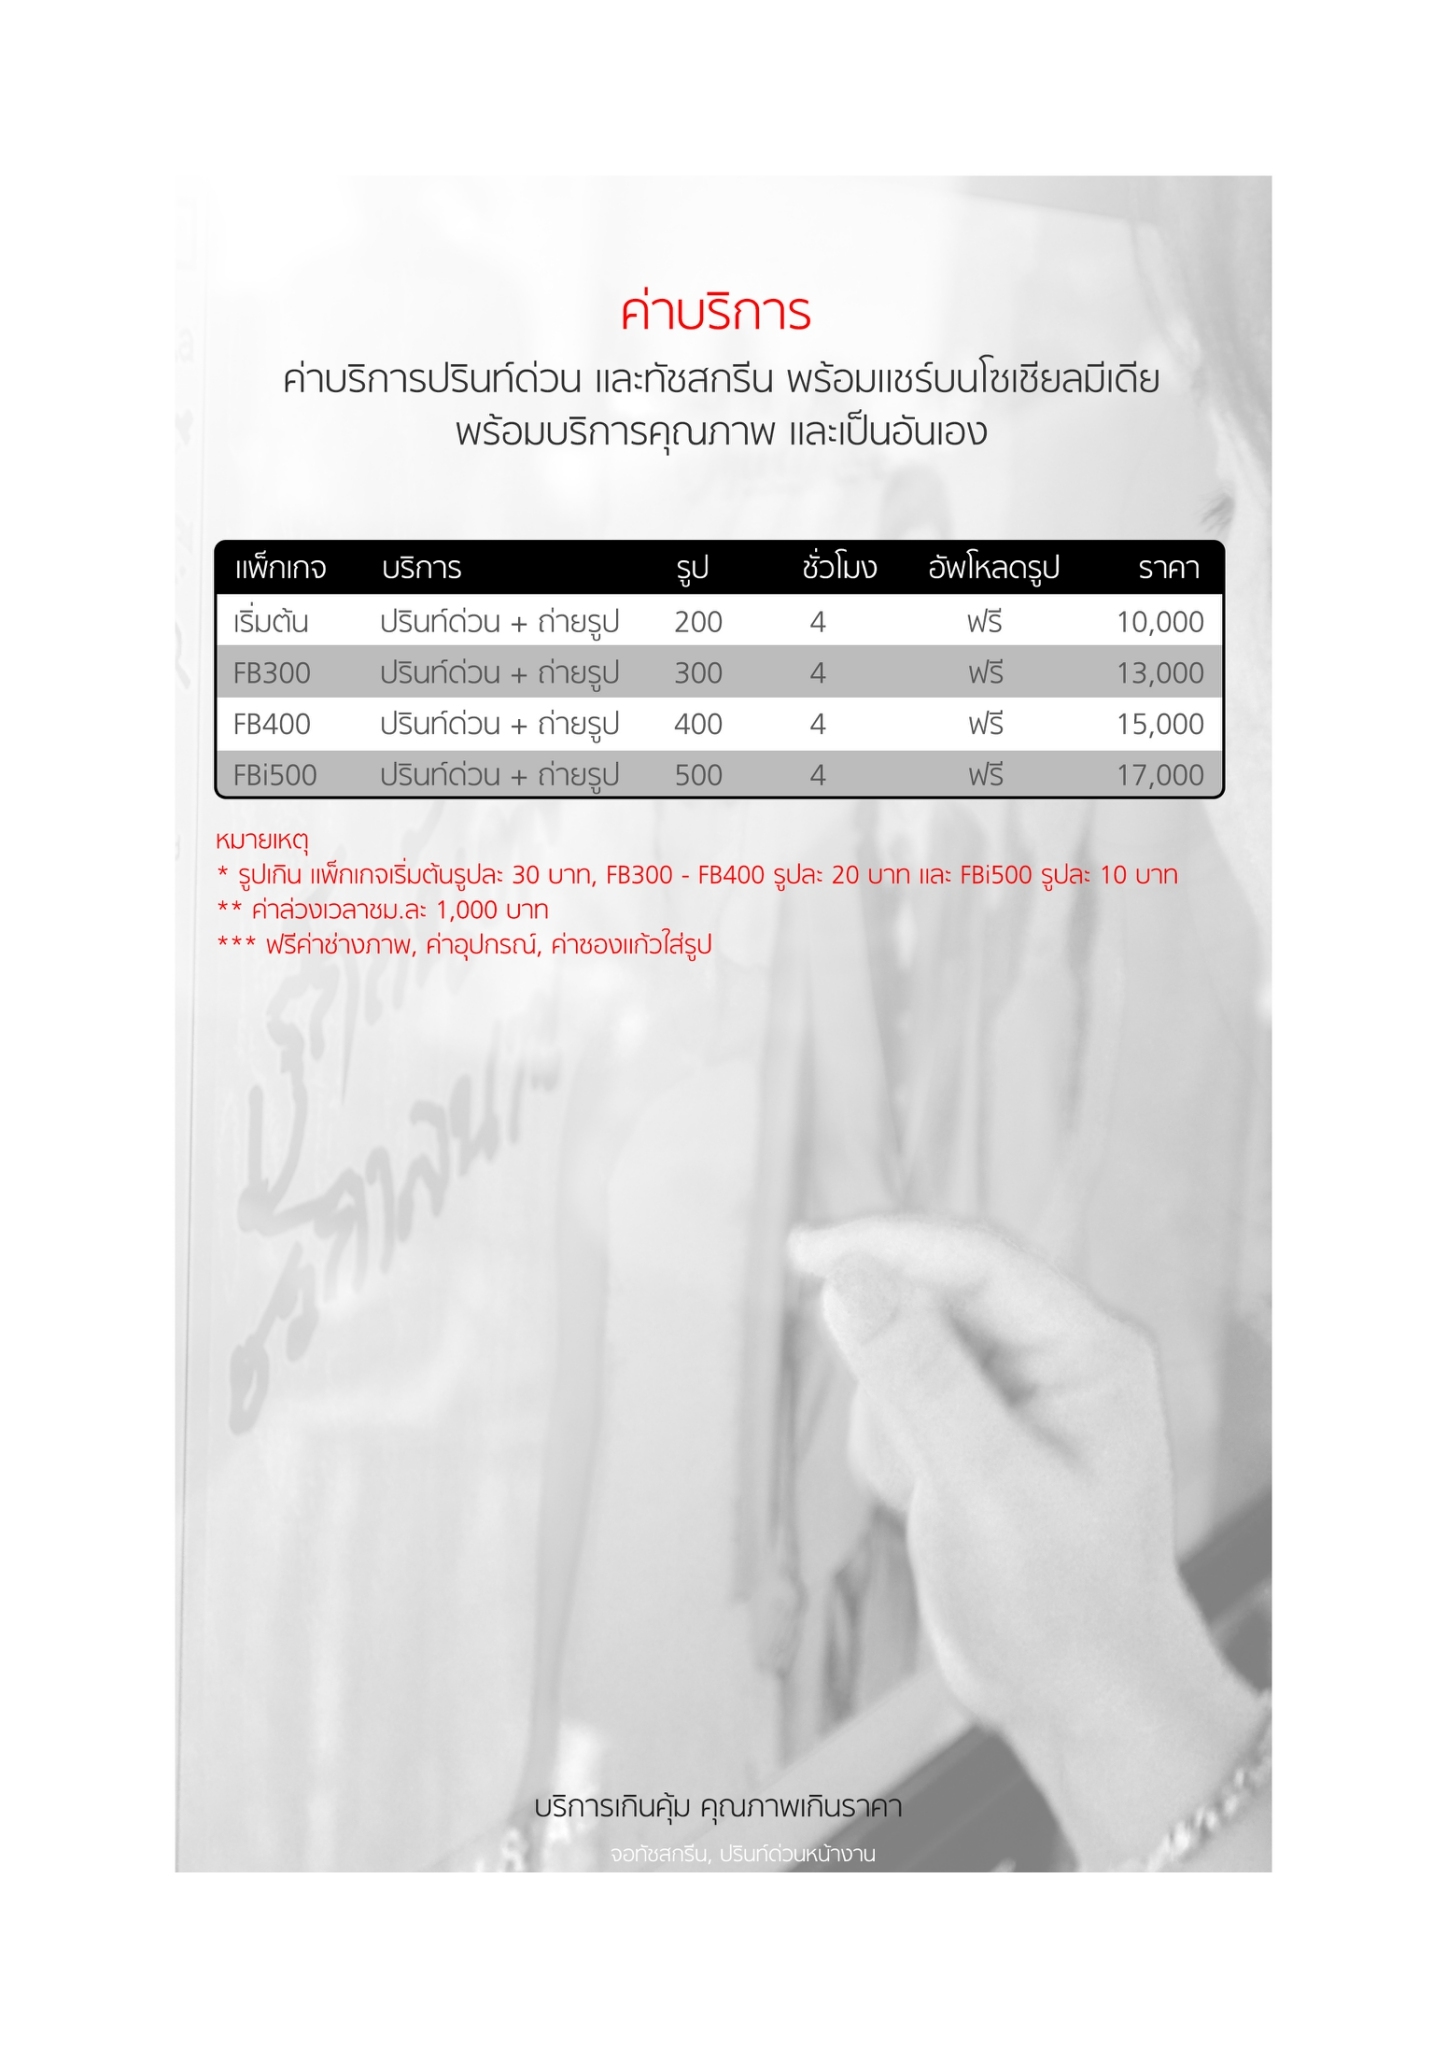 ค่าบริการ
ค่าบริการปรินท์ด่วน และทัชสกรีน พร้อมแชร์บนโซเชียลมีเดีย
พร้อมบริการคุณภาพ และเป็นอันเอง
แพ็กเกจ บริการ รูป ชั่วโมง อัพโหลดรูป ราคา
เริ่มต้น ปรินท์ด่วน + ถ่ายรูป 200 4 ฟรี 10,000
FB300 ปรินท์ด่วน + ถ่ายรูป 300 4 ฟรี 13,000
FB400 ปรินท์ด่วน + ถ่ายรูป 400 4 ฟรี 15,000
FBi500 ปรินท์ด่วน + ถ่ายรูป 500 4 ฟรี 17,000
หมายเหตุ
* รูปเกิน แพ็กเกจเริ่มต้นรูปละ 30 บาท, FB300 - FB400 รูปละ 20 บาท และ FBi500 รูปละ 10 บาท
** ค่าล่วงเวลาชม.ละ 1,000 บาท
*** ฟรีค่าช่างภาพ, ค่าอุปกรณ์, ค่าซองแก้วใส่รูป
บริการเกินคุ้ม คุณภาพเกินราคา
จอทัชสกรีน, ปรินท์ด่วนหน้างาน